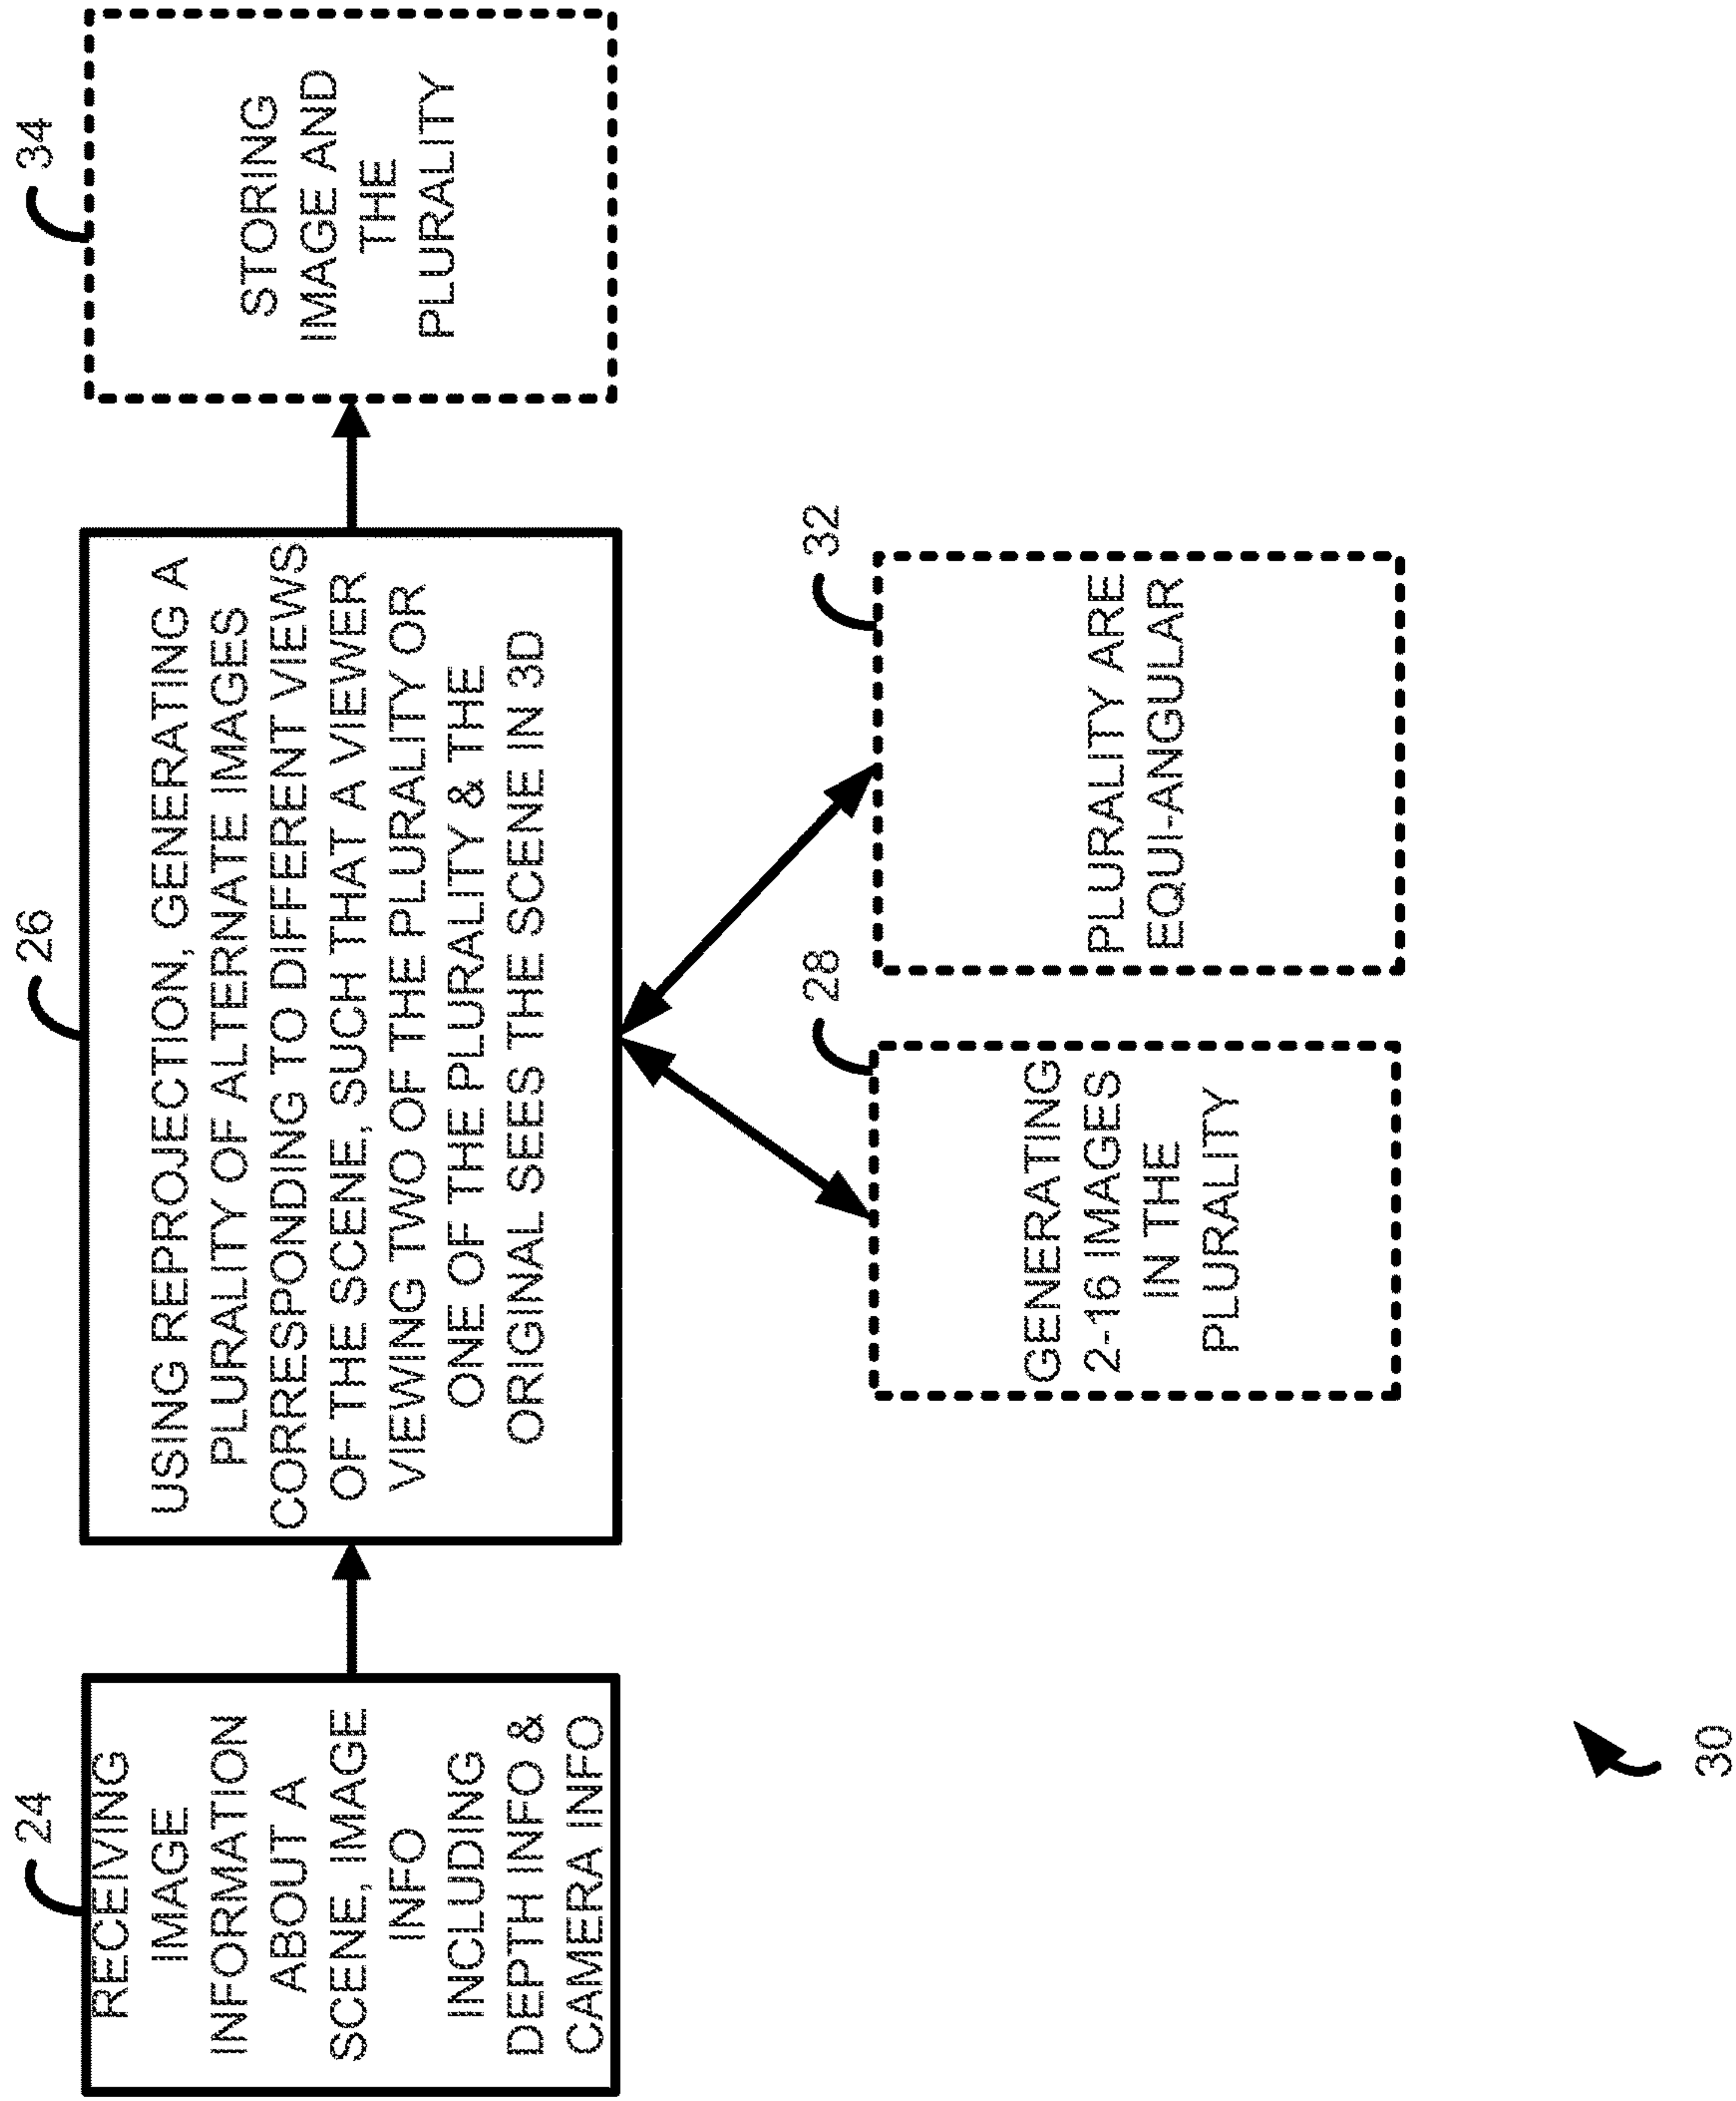 24
RECEIVING
IMAGE
INFORMATION
ABOUT A
SCENE, IMAGE
INFO
INCLUDING
DEPTH INFO &
CAMERA INFO
26
USING REPROJECTION, GENERATING A
PLURALITY OF ALTERNATE IMAGES
CORRESPONDING TO DIFFERENT VIEWS
OF THE SCENE, SUCH THAT A VIEWER
VIEWING TWO OF THE PLURALITY OR
ONE OF THE PLURALITY & THE
ORIGINAL SEES THE SCENE IN 3D
34
STORING
IMAGE AND
THE
PLURALITY
28
GENERATING
2-16 IMAGES
IN THE
PLURALITY
32
PLURALITY ARE
EQUI-ANGULAR
30